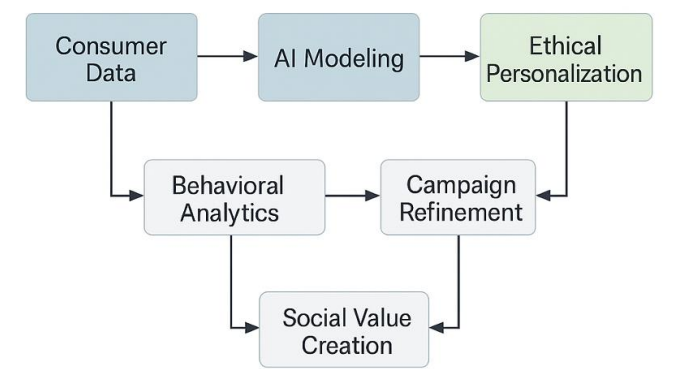 Consumer
Data
AI Modeling
Ethical
Personalization
Behavioral
Analytics
Campaign
Refinement
Social Value
Creation